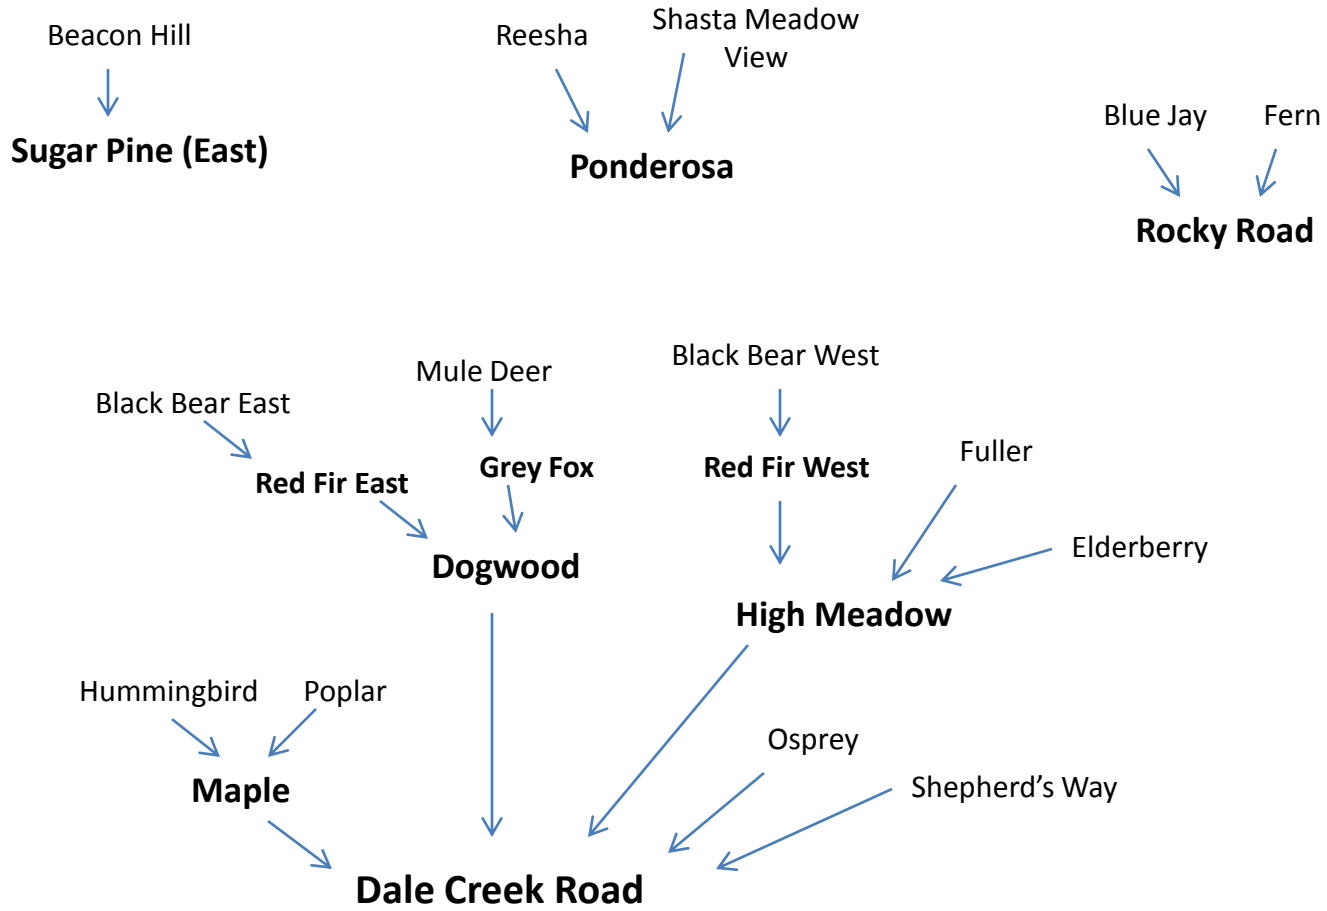 Beacon Hill
Reesha
Shasta Meadow
View
Blue Jay
Fern
Sugar Pine (East)
Ponderosa
Rocky Road
Black Bear West
Mule Deer
Black Bear East
Fuller
Grey Fox
Red Fir West
Red Fir East
Elderberry
Dogwood
High Meadow
Hummingbird
Poplar
Osprey
Shepherd’s Way
Maple
Dale Creek Road